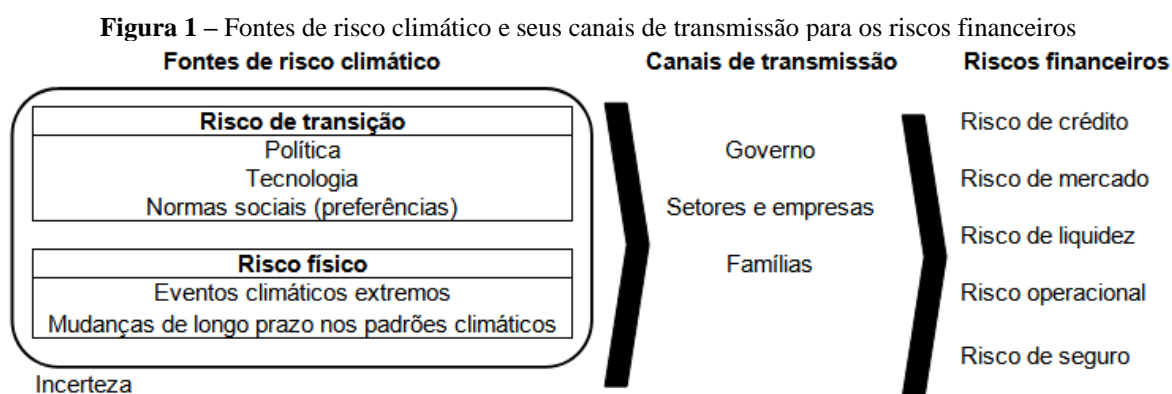 Figura 1 – Fontes de risco climático e seus canais de transmissão para os riscos financeiros
Fontes de risco climático
Risco de transição
Política
Tecnologia
Normas sociais (preferências)
Risco físico
Eventos climáticos extremos
Mudanças de longo prazo nos padrões climáticos
Incerteza
Canais de transmissão
Governo
Setores e empresas
Famílias
Riscos financeiros
Risco de crédito
Risco de mercado
Risco de liquidez
Risco operacional
Risco de seguro